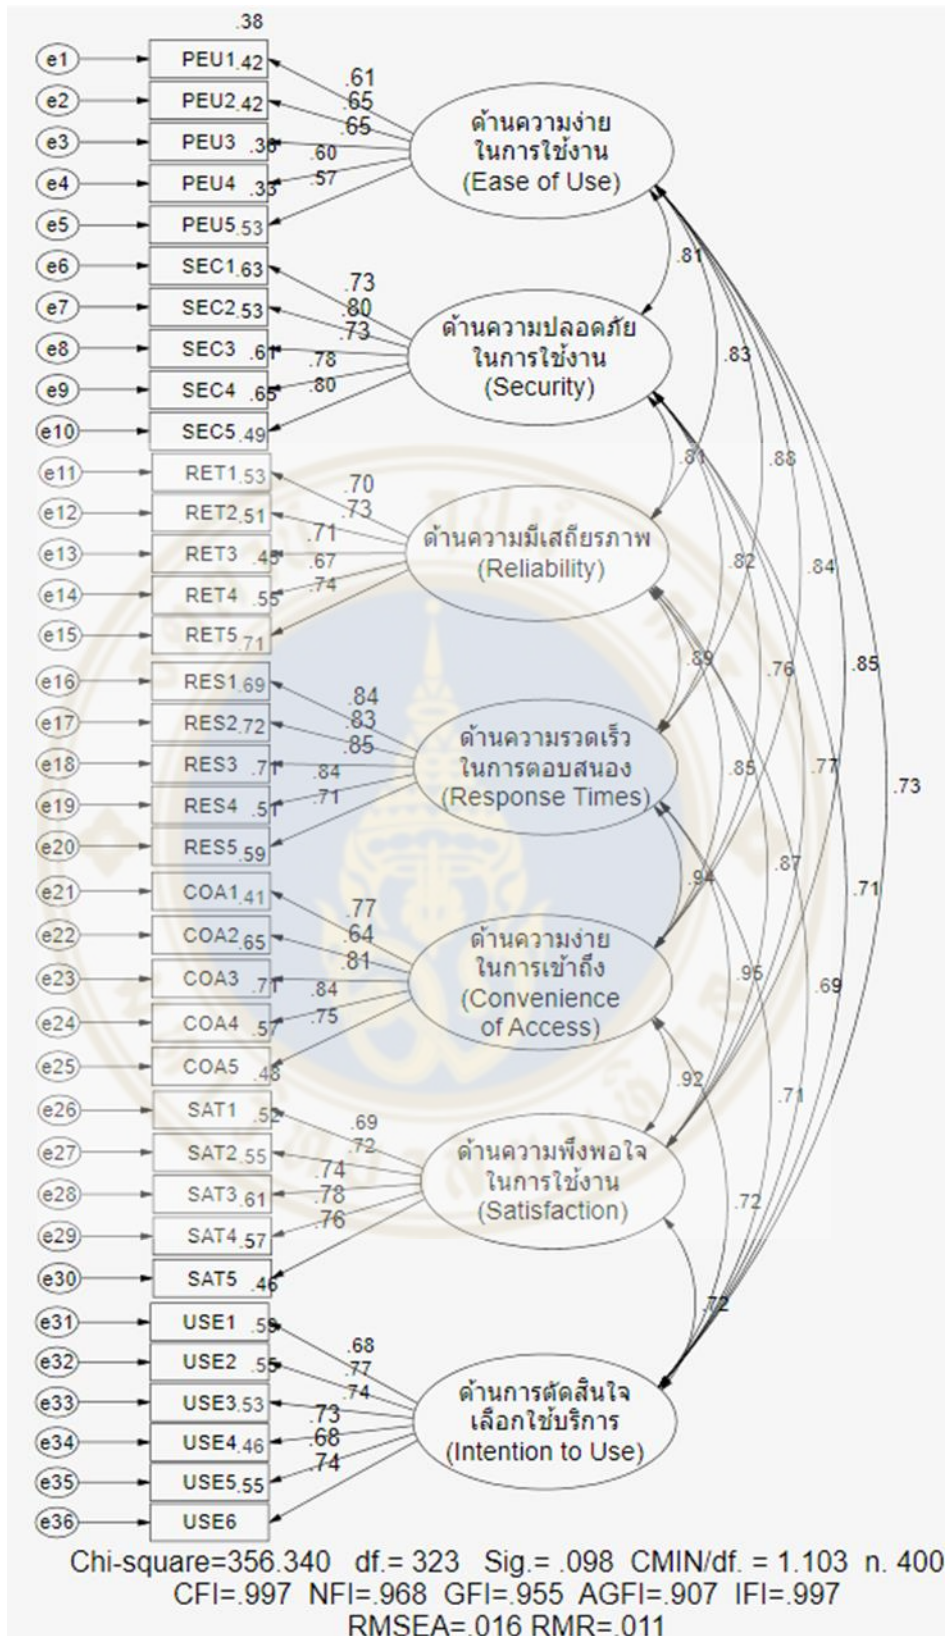 .38
e1 PEU1 .42
.61
e2 PEU2 .42
.65
e3 PEU3 .36
.65
e4 PEU4 .33
.60
e5 PEU5 .53
.57
ด้านความง่าย
ในการใช้งาน
(Ease of Use)
e6 SEC1 .63
.73
e7 SEC2 .53
.80
e8 SEC3 .61
.73
e9 SEC4 .65
.78
e10 SEC5 .49
.80
ด้านความปลอดภัย
ในการใช้งาน
(Security)
e11 RET1 .53
.70
e12 RET2 .51
.73
e13 RET3 .45
.71
e14 RET4 .55
.67
e15 RET5 .71
.74
ด้านความมีเสถียรภาพ
(Reliability)
e16 RES1 .69
.84
e17 RES2 .72
.83
e18 RES3 .71
.85
e19 RES4 .51
.84
e20 RES5 .59
.71
ด้านความรวดเร็ว
ในการตอบสนอง
(Response Times)
e21 COA1 .41
.77
e22 COA2 .65
.64
e23 COA3 .71
.81
e24 COA4 .57
.84
e25 COA5 .48
.75
ด้านความง่าย
ในการเข้าถึง
(Convenience
of Access)
e26 SAT1 .52
.69
e27 SAT2 .55
.72
e28 SAT3 .61
.74
e29 SAT4 .57
.78
e30 SAT5 .46
.76
ด้านความพึงพอใจ
ในการใช้งาน
(Satisfaction)
e31 USE1
.68
e32 USE2 .55
.77
e33 USE3 .53
.74
e34 USE4 .46
.73
e35 USE5 .55
.68
e36 USE6
.74
ด้านการตัดสินใจ
เลือกใช้บริการ
(Intention to Use)
.81
.83
.88
.84
.85
.73
.81
.82
.76
.77
.71
.89
.85
.87
.69
.94
.95
.71
.92
.72
.72
Chi-square=356.340 df.= 323 Sig.= .098 CMIN/df. = 1.103 n. 400
CFI=.997 NFI=.968 GFI=.955 AGFI=.907 IFI=.997
RMSEA=.016 RMR=.011